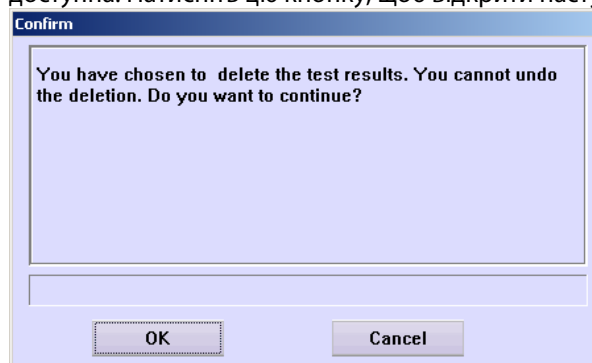 доступна. Натисніть цю кнопку, щоб відкрити насту
Confirm
You have chosen to  delete the test results. You cannot undo
the deletion. Do you want to continue?
OK
Cancel